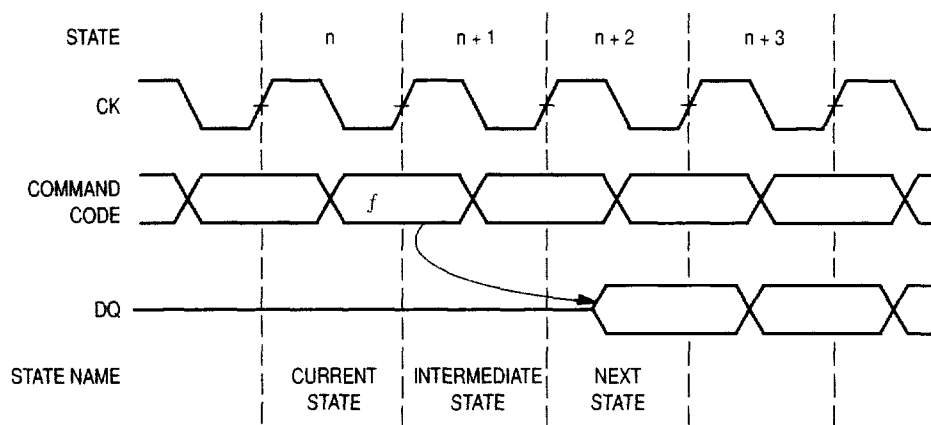 STATE n n + 1 n + 2 n + 3
CK
COMMAND
CODE
f
DQ
STATE NAME
CURRENT
STATE
INTERMEDIATE
STATE
NEXT
STATE